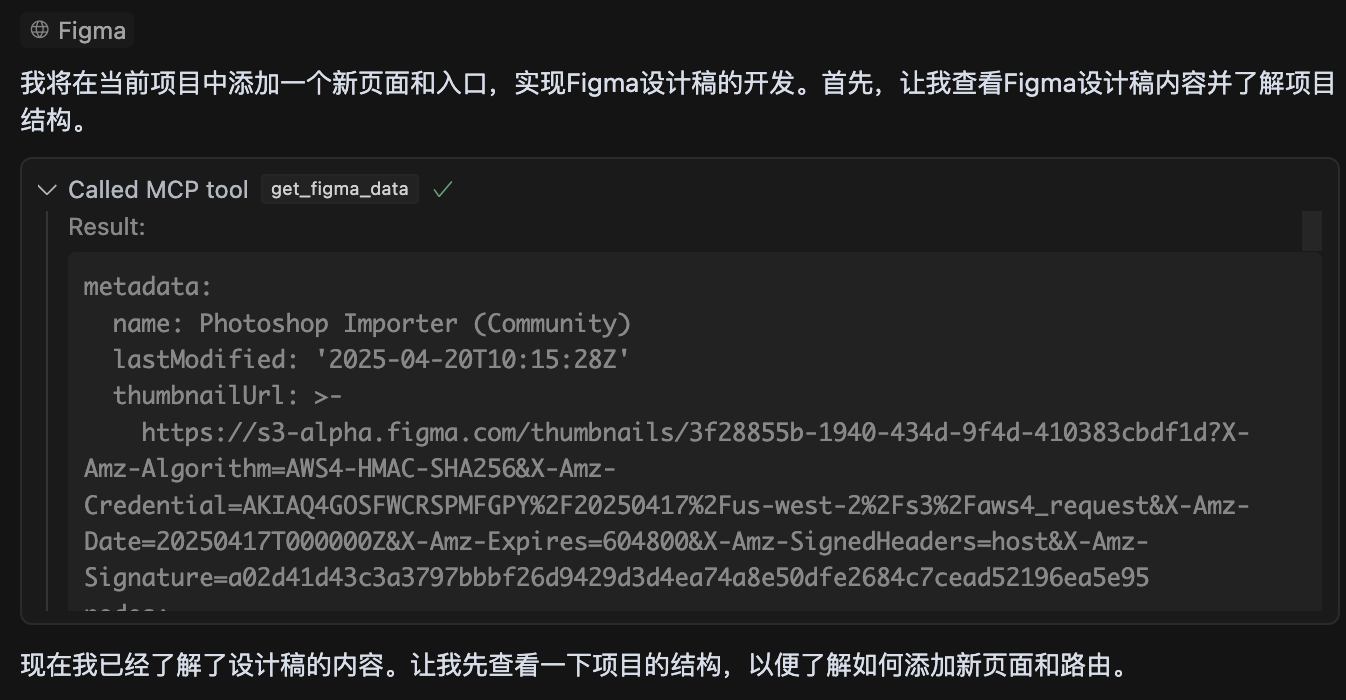 Figma
我将在当前项目中添加一个新页面和入口，实现Figma设计稿的开发。首先，让我查看Figma设计稿内容并了解项目
结构。
Called MCP tool get_figma_data
Result:
metadata:
name: Photoshop Importer (Community)
lastModified: '2025-04-20T10:15:28Z'
thumbnailUrl: >-
https://s3-alpha.figma.com/thumbnails/3f28855b-1940-434d-9f4d-410383cbdf1d?X-
Amz-Algorithm=AWS4-HMAC-SHA256&X-Amz-
Credential=AKIAQ4GOSFWCRSPMFGPY%2F20250417%2Fus-west-2%2Fs3%2Faws4_request&X-Amz-
Date=20250417T000000Z&X-Amz-Expires=604800&X-Amz-SignedHeaders=host&X-Amz-
Signature=a02d41d43c3a3797bbbf26d9429d3d4ea74a8e50dfe2684c7cead52196ea5e95
现在我已经了解了设计稿的内容。让我先查看一下项目的结构，以便了解如何添加新页面和路由。